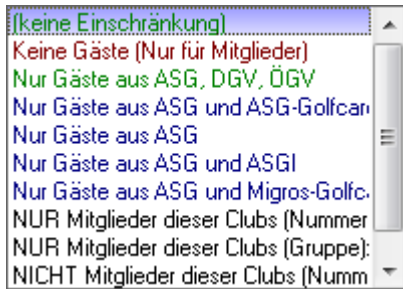 (keine Einschränkung)
Keine Gäste (Nur für Mitglieder)
Nur Gäste aus ASG, DGV, ÖGV
Nur Gäste aus ASG und ASG-Golfcard
Nur Gäste aus ASG
Nur Gäste aus ASG und ASGI
Nur Gäste aus ASG und Migros-Golfc
NUR Mitglieder dieser Clubs (Nummer
NUR Mitglieder dieser Clubs (Gruppe):
NICHT Mitglieder dieser Clubs (Numm